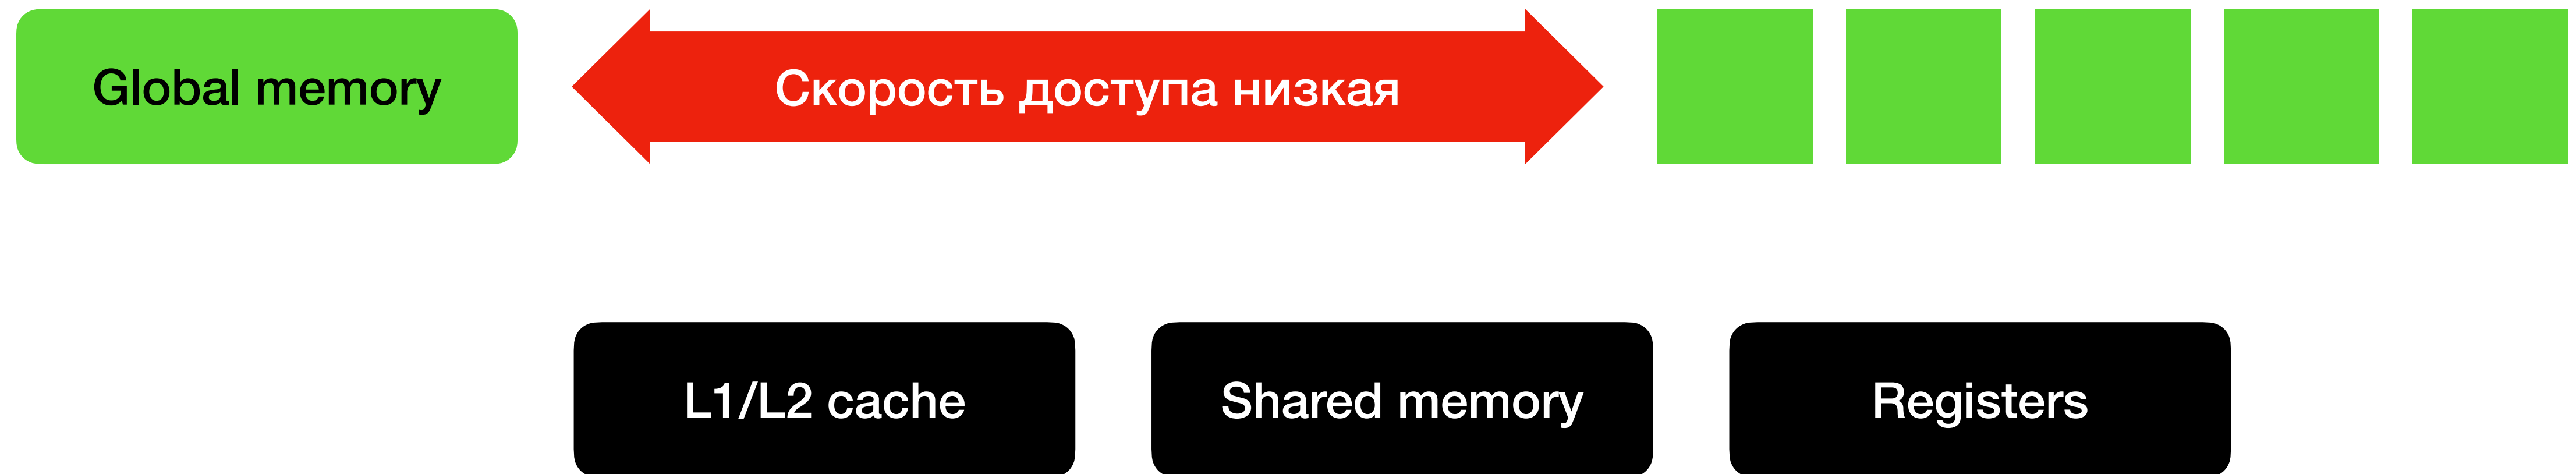 Global memory
Скорость доступа низкая
L1/L2 cache
Shared memory
Registers